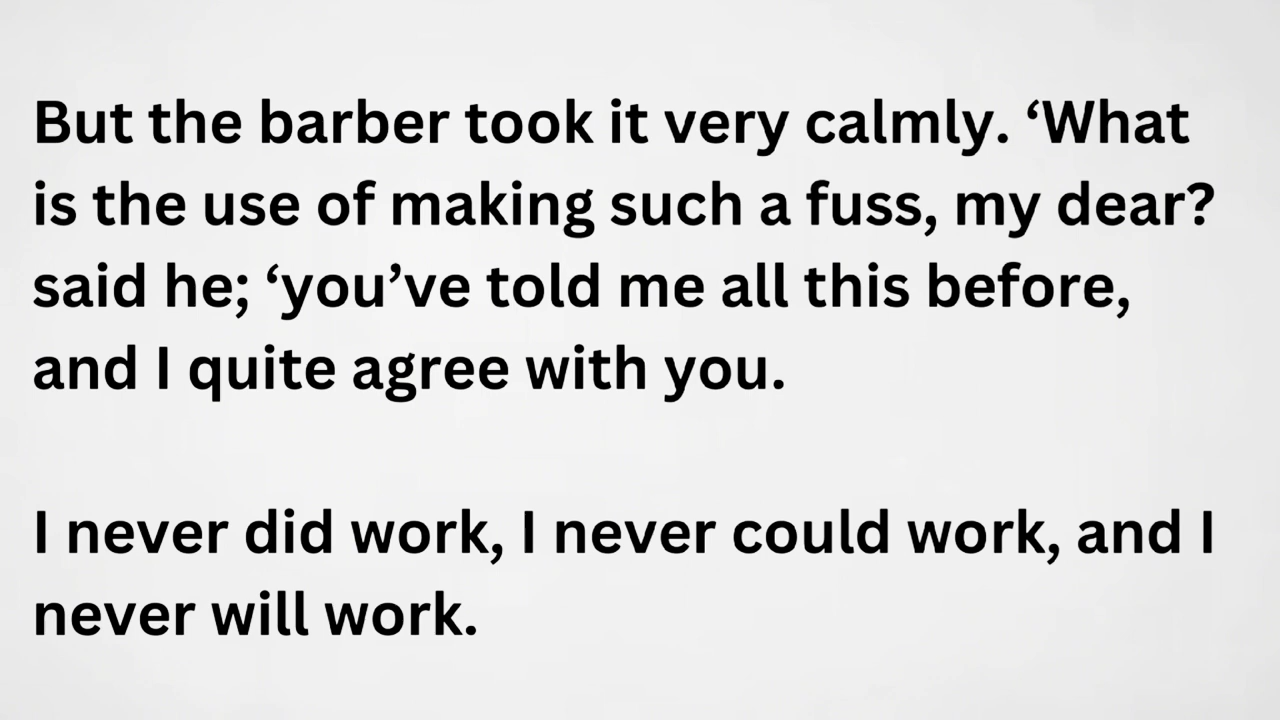 But the barber took it very calmly. ‘What
is the use of making such a fuss, my dear?
said he; ‘you’ve told me all this before,
and I quite agree with you.
I never did work, I never could work, and I
never will work.